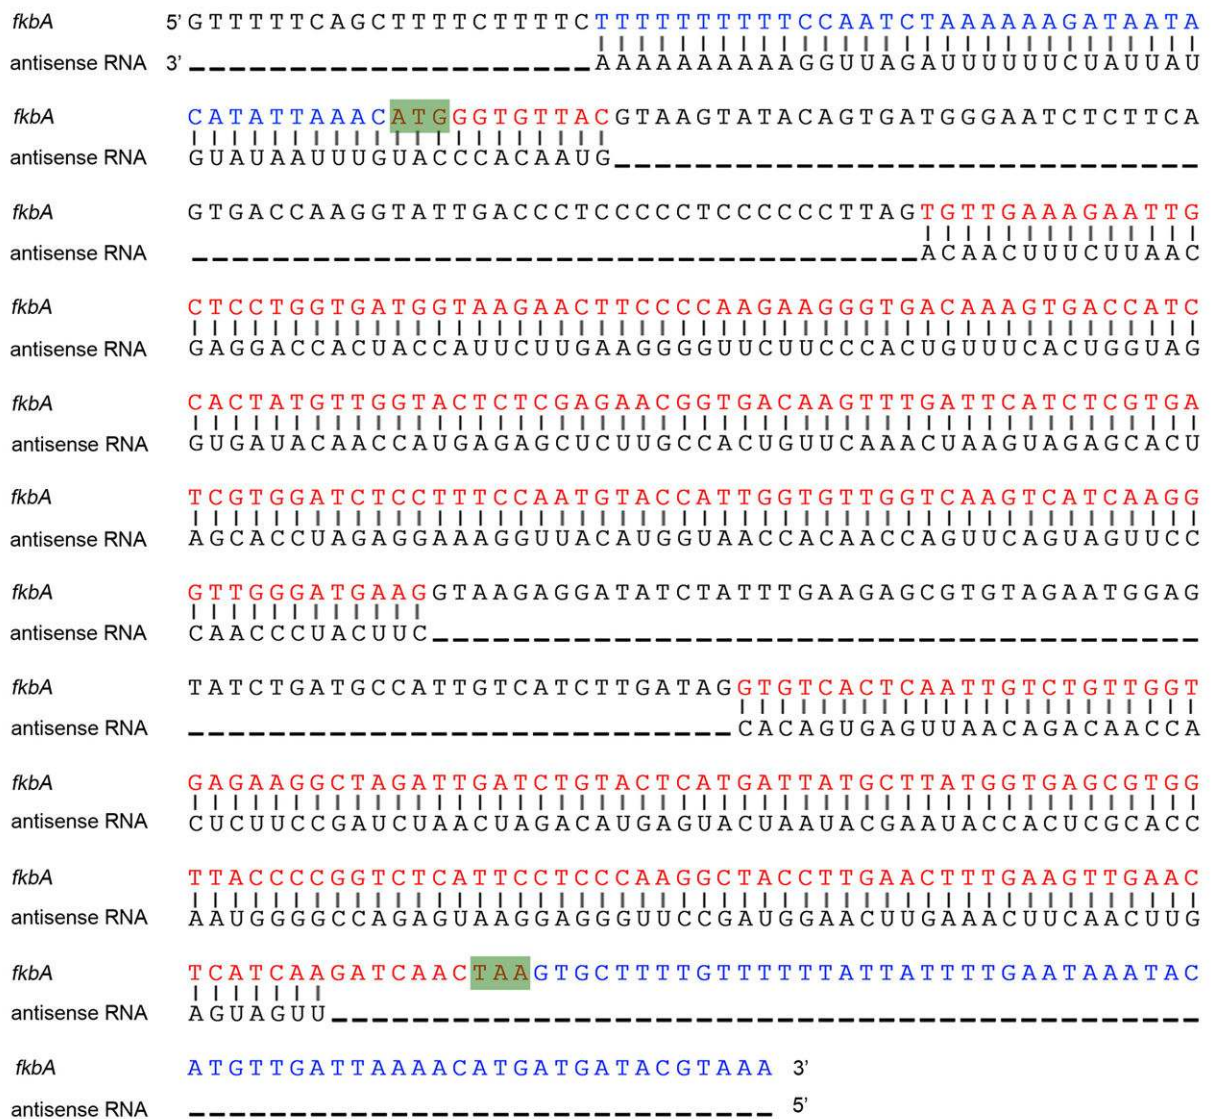 fkbA 5’ GTTTTTCAGCTTTTCTTTTCTTTTTTTTTTCCAATCTAAAAAAGATAATA
antisense RNA 3’ AAAAAAAAAAGGUUAGAUUUUUUCUAUUAU
fkbA CATATTAAACATGGGTGTTACGTAAGTATACAGTGATGGGAATCTCTTCA
antisense RNA GUAUAAUUUGUACCCACAAUG
fkbA GTGACCAAGGTATTGACCCTCCCCCTCCCCCCTTAGTGTTGAAAGAATTG
antisense RNA ACAACUUUCUUAAC
fkbA CTCCTGGTGATGGTAAGAACTTCCCCAAGAAGGGTGACAAAGTGACCATC
antisense RNA GAGGACCACUACCAUUCUUGAAGGGGUUCUUCCCACUGUUUCACUGGUAG
fkbA CACTATGTTGGTACTCTCGAGAACGGTGACAAGTTTGATTCATCTCGTGA
antisense RNA GUGAUACAACCAUGAGAGCUCUUGCCACUGUUCAAACUAAGUAGAGCACU
fkbA TCGTGGATCTCCTTTCCAATGTACCATTGGTGTTGGTCAAGTCATCAAGG
antisense RNA AGCACCUAGAGGAAAGGUUACAUGGUAACCACAACCAGUUCAGUAGUUCC
fkbA GTTGGGATGAAGGTAAGAGGATATCTATTTGAAGAGCGTGTAGAATGGAG
antisense RNA CAACCCUACUUC
fkbA TATCTGATGCCATTGTCATCTTGATAGGTGTCACTCAATTGTCTGTTGGT
antisense RNA CACAGUGAGUUAACAGACAACCA
fkbA GAGAAGGCTAGATTGATCTGTACTCATGATTATGCTTATGGTGAGCGTGG
antisense RNA CUCUUCCGAUCUAACUAGACAUGAGUACUAAUACGAAUACCACUCGCACC
fkbA TTACCCCGGTCTCATTCCTCCCAAGGCTACCTTGAACTTTGAAGTTGAAC
antisense RNA AAUGGGGCCAGAGUAAGGAGGGUUCCGAUGGAACUUGAAACUUCAACUUG
fkbA TCATCAAGATCAACTAAGTGCTTTTGTTTTTTATTATTTTGAATAAATAC
antisense RNA AGUAGUU
fkbA ATGTTGATTAAAACATGATGATACGTAAA 3’
antisense RNA 5’